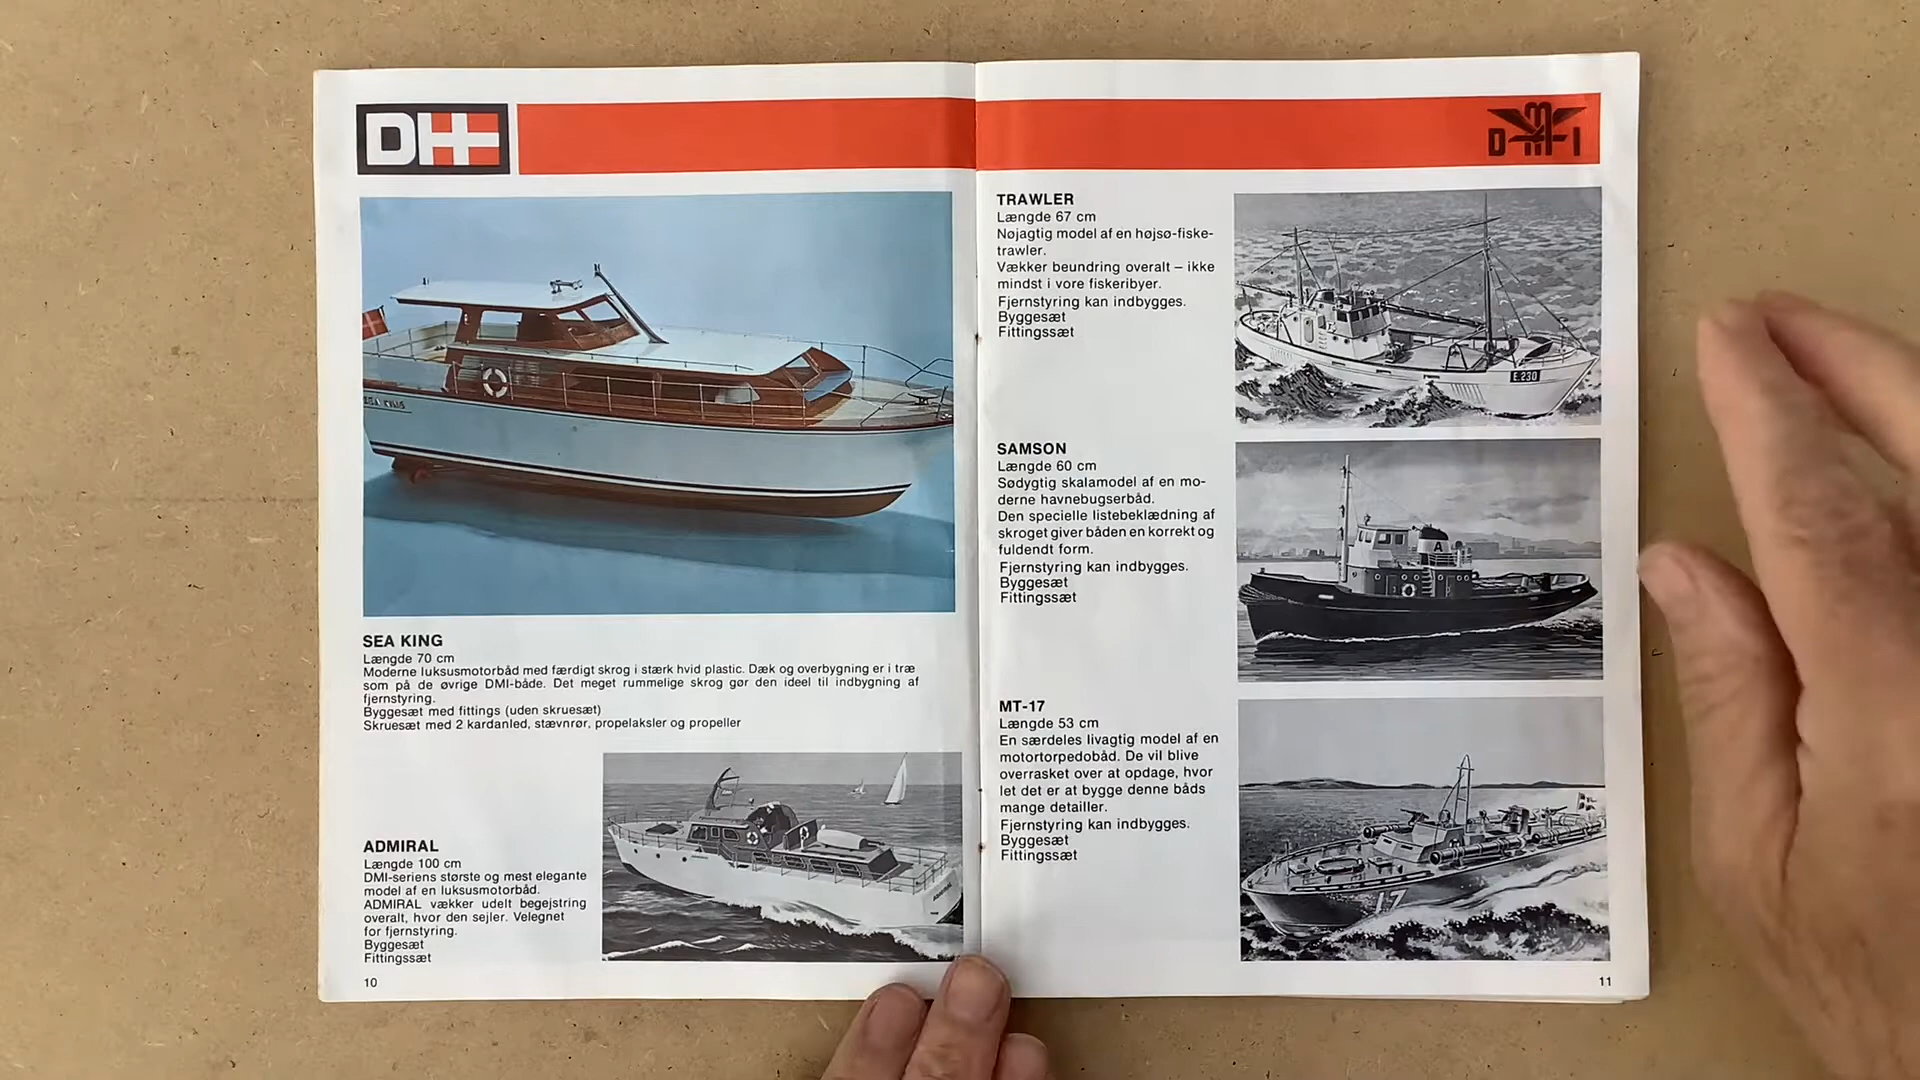 DH
SEA KING
SEA KING
Længde 70 cm
Moderne luksusmotorbåd med færdigt skrog i stærk hvid plastic. Dæk og overbygning er i træ
som på de øvrige DMI-både. Det meget rummelige skrog gør den ideel til indbygning af
fjernstyring.
Byggesæt med fittings (uden skruesæt)
Skruesæt med 2 kardanled, stævnrør, propelaksler og propeller
ADMIRAL
Længde 100 cm
DMI-seriens største og mest elegante
model af en luksusmotorbåd.
ADMIRAL vækker udelt begejstring
overalt, hvor den sejler. Velegnet
for fjernstyring.
Byggesæt
Fittingssæt
10
DMI
TRAWLER
Længde 67 cm
Nøjagtig model af en højsø-fiske-
trawler.
Vækker beundring overalt – ikke
mindst i vore fiskeribyer.
Fjernstyring kan indbygges.
Byggesæt
Fittingssæt
E.230
SAMSON
Længde 60 cm
Sødygtig skalamodel af en mo-
derne havnebugserbåd.
Den specielle listebeklædning af
skroget giver båden en korrekt og
fuldendt form.
Fjernstyring kan indbygges.
Byggesæt
Fittingssæt
A
MT-17
Længde 53 cm
En særdeles livagtig model af en
motortorpedobåd. De vil blive
overrasket over at opdage, hvor
let det er at bygge denne båds
mange detailler.
Fjernstyring kan indbygges.
Byggesæt
Fittingssæt
17
11